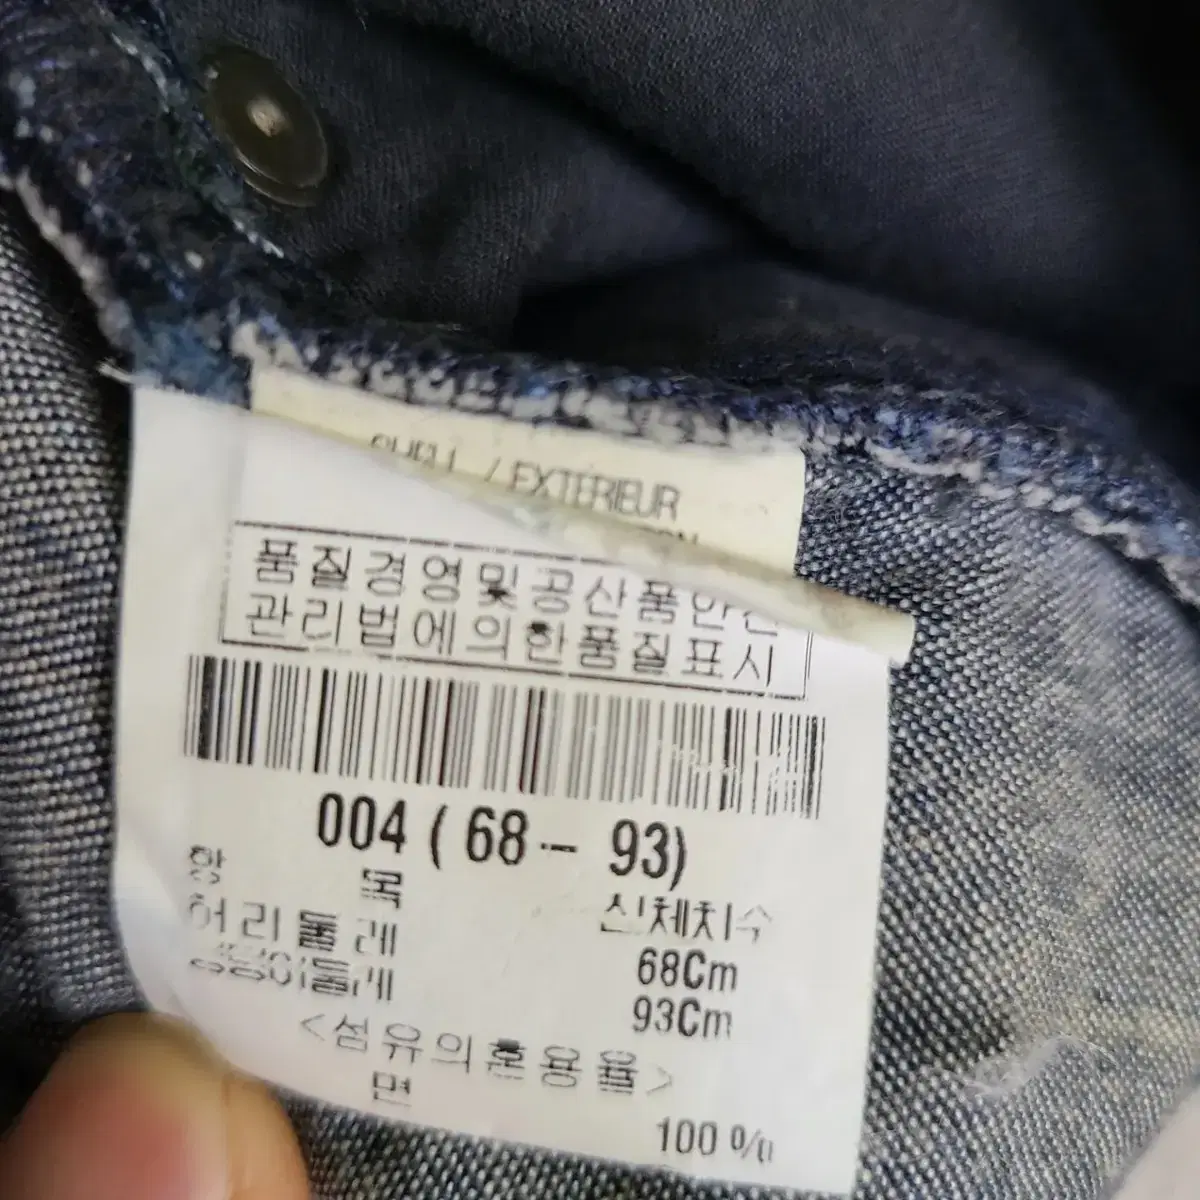 SHELL / EXTERIEUR
품질경영및공산품안전
관리법에의한품질표시
004 ( 68 - 93)
항 목 신체치수
허리둘레 68Cm
엉덩이둘레 93Cm
<섬유의혼용율>
면 100 %